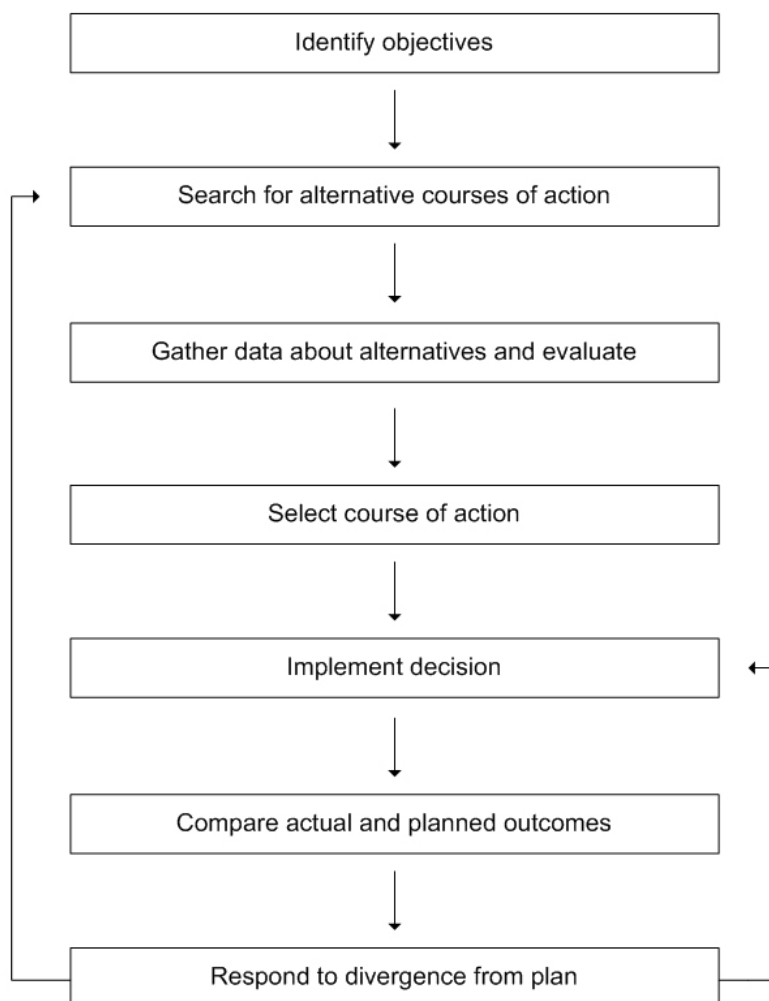 Identify objectives
Search for alternative courses of action
Gather data about alternatives and evaluate
Select course of action
Implement decision
Compare actual and planned outcomes
Respond to divergence from plan